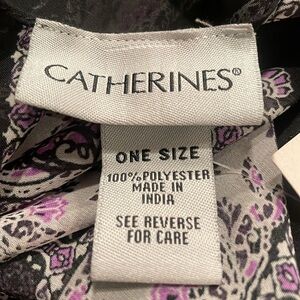 CATHERINES®
ONE SIZE
100%POLYESTER
MADE IN
INDIA
SEE REVERSE
FOR CARE